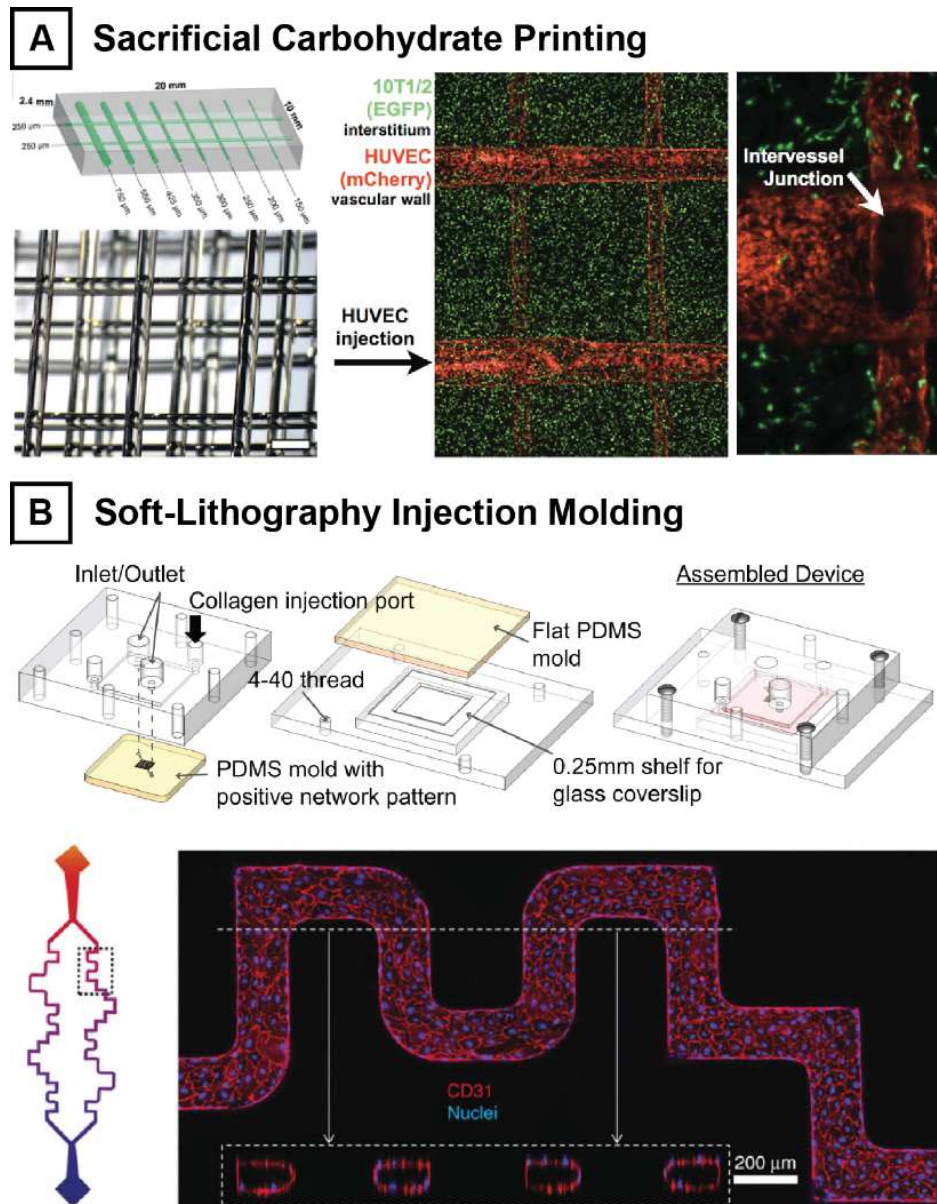 A Sacrificial Carbohydrate Printing
20 mm
2.4 mm
10 mm
250 µm
250 µm
750 µm
550 µm
425 µm
300 µm
300 µm
250 µm
200 µm
150 µm
10T1/2
(EGFP)
interstitium
HUVEC
(mCherry)
vascular wall
HUVEC
injection
Intervessel
Junction
B Soft-Lithography Injection Molding
Inlet/Outlet
Collagen injection port
4-40 thread
PDMS mold with
positive network pattern
Flat PDMS
mold
0.25mm shelf for
glass coverslip
Assembled Device
CD31
Nuclei
200 µm